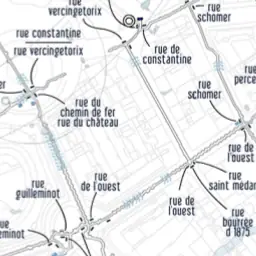 rue
vercingetorix
rue
schomer
rue constantine
rue vercingetorix
rue de
constantine
rue
schomer
rue
du
chemin de fer
rue du château
rue
de l'ouest
rue
guilleminot
rue
de l'ouest
rue
de
l'ouest
rue
saint médar
rue
bourrée
d 1875
rue